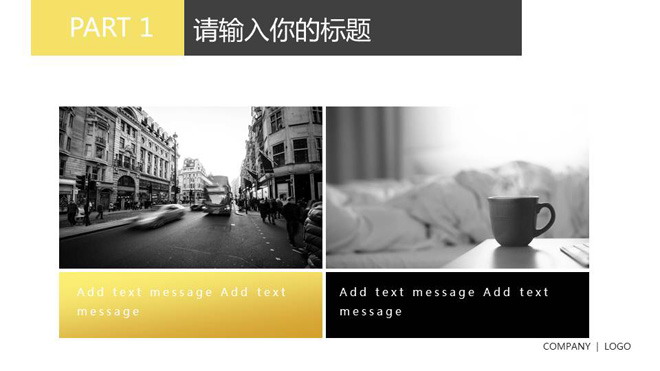 PART 1
请输入你的标题
Add text message Add text
message
Add text message Add text
message
COMPANY | LOGO